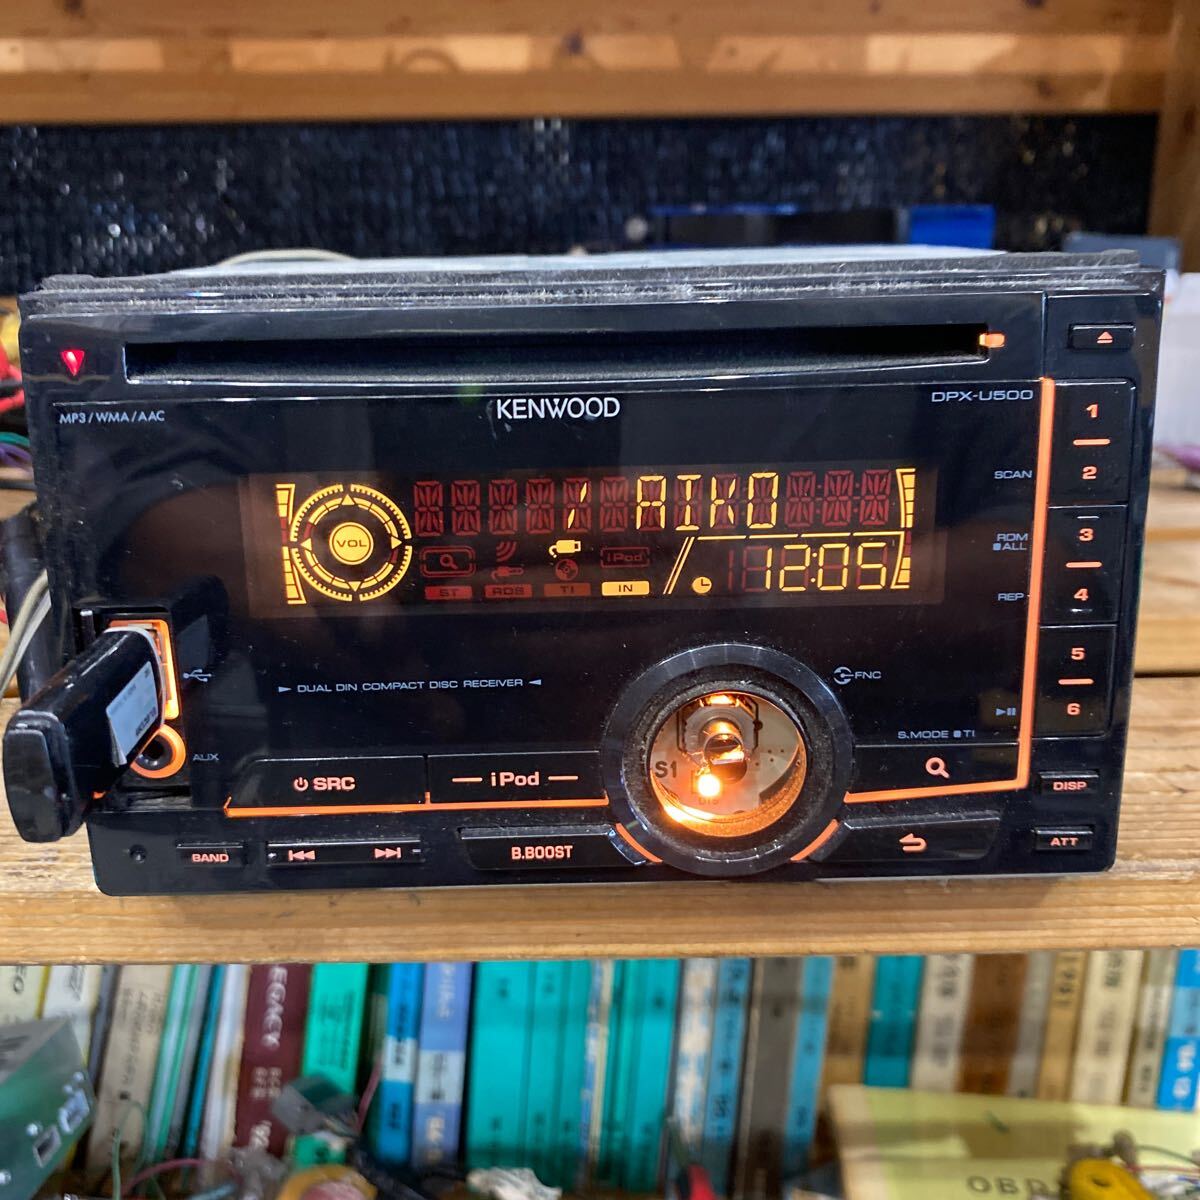 MP3/WMA/AAC
KENWOOD
DPX-U500
1
2
SCAN
3
RDM
ALL
4
REP
5
6
/ AIKO
VOL
iPod
ST RDS TI IN
12:05
DUAL DIN COMPACT DISC RECEIVER
FNC
S.MODE TI
AUX
SRC
iPod
S1
DISP
BAND
B.BOOST
ATT
LEGACY